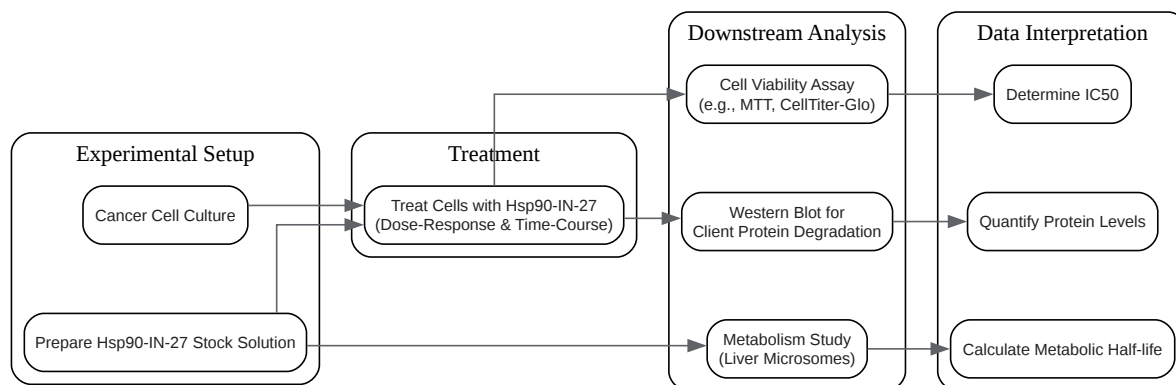 Experimental Setup
Cancer Cell Culture
Prepare Hsp90-IN-27 Stock Solution
Treatment
Treat Cells with Hsp90-IN-27
(Dose-Response & Time-Course)
Downstream Analysis
Cell Viability Assay
(e.g., MTT, CellTiter-Glo)
Western Blot for
Client Protein Degradation
Metabolism Study
(Liver Microsomes)
Data Interpretation
Determine IC50
Quantify Protein Levels
Calculate Metabolic Half-life